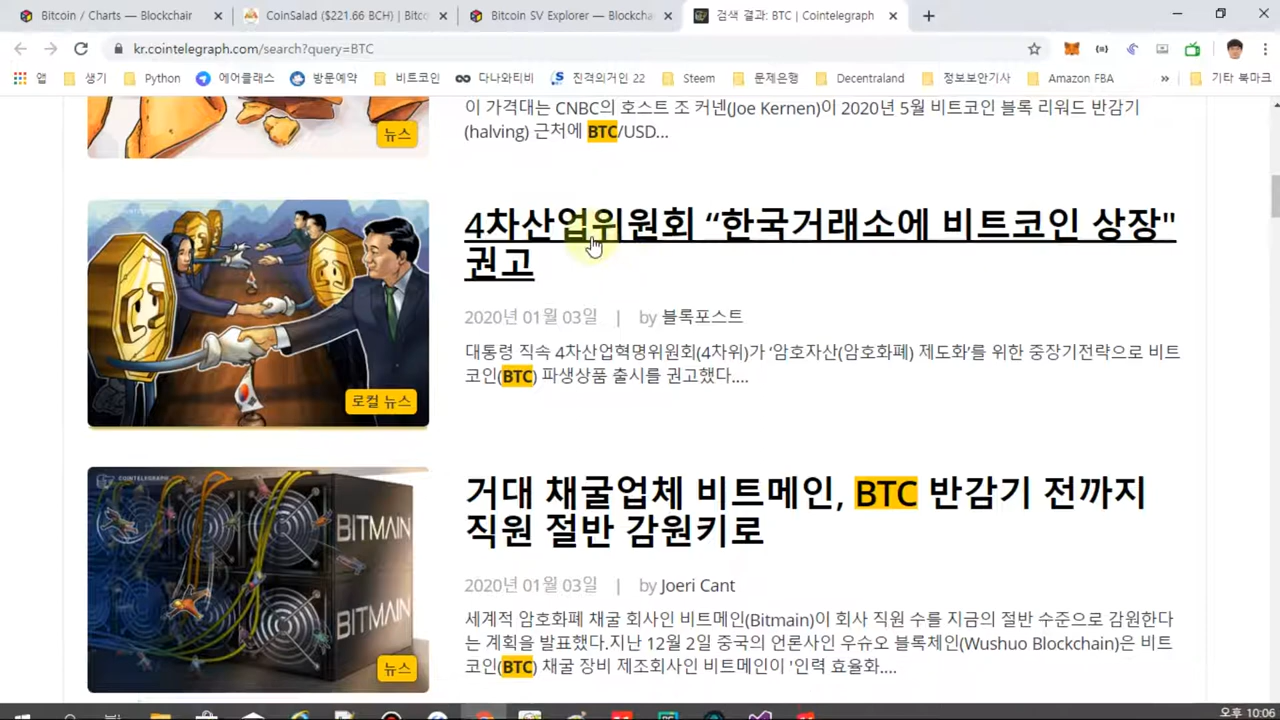 Bitcoin / Charts — Blockchair
CoinSalad ($221.66 BCH) | Bitc
Bitcoin SV Explorer — Blockcha
검색 결과: BTC | Cointelegraph
kr.cointelegraph.com/search?query=BTC
앱 생기 Python 에어클래스 방문예약 비트코인 다나와티비 진격의거인 22 Steem 문제은행 Decentraland 정보보안기사 Amazon FBA » 기타 북마크
이 가격대는 CNBC의 호스트 조 커넨(Joe Kernen)이 2020년 5월 비트코인 블록 리워드 반감기
(halving) 근처에 BTC/USD...
뉴스
4차산업위원회 “한국거래소에 비트코인 상장"
권고
2020년 01월 03일 | by 블록포스트
대통령 직속 4차산업혁명위원회(4차위)가 ‘암호자산(암호화폐) 제도화’를 위한 중장기전략으로 비트
코인(BTC) 파생상품 출시를 권고했다....
로컬 뉴스
COINTELEGRAPH
BITMAIN
BITMAIN
거대 채굴업체 비트메인, BTC 반감기 전까지
직원 절반 감원키로
2020년 01월 03일 | by Joeri Cant
세계적 암호화폐 채굴 회사인 비트메인(Bitmain)이 회사 직원 수를 지금의 절반 수준으로 감원한다
는 계획을 발표했다.지난 12월 2일 중국의 언론사인 우슈오 블록체인(Wushuo Blockchain)은 비트
코인(BTC) 채굴 장비 제조회사인 비트메인이 '인력 효율화....
뉴스
오후 10:06